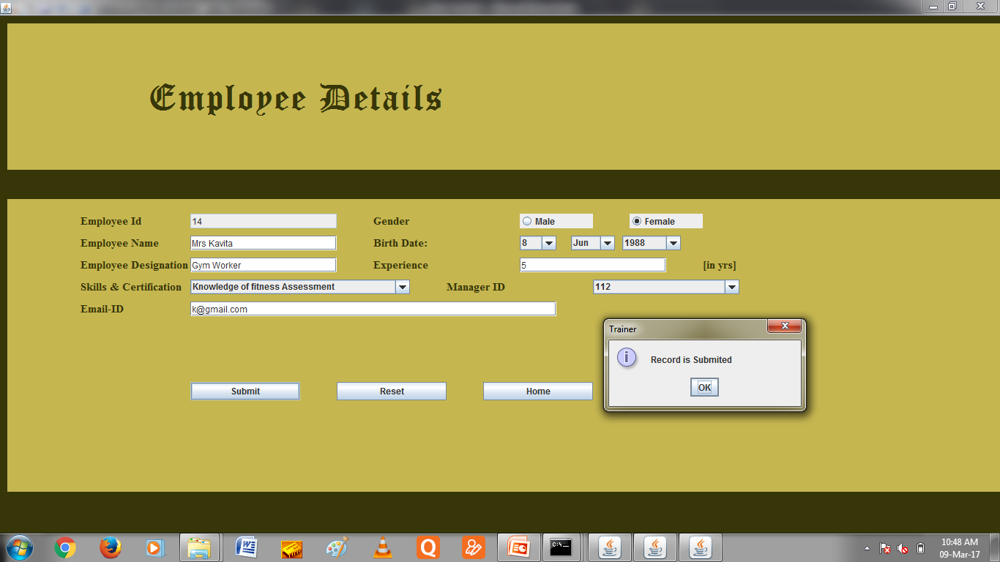 Employee Details
Employee Id 14 Gender Male Female
Employee Name Mrs Kavita Birth Date: 8 Jun 1988
Employee Designation Gym Worker Experience 5 [in yrs]
Skills & Certification Knowledge of fitness Assessment Manager ID 112
Email-ID k@gmail.com
Trainer
Record is Submited
OK
Submit Reset Home
10:48 AM
09-Mar-17